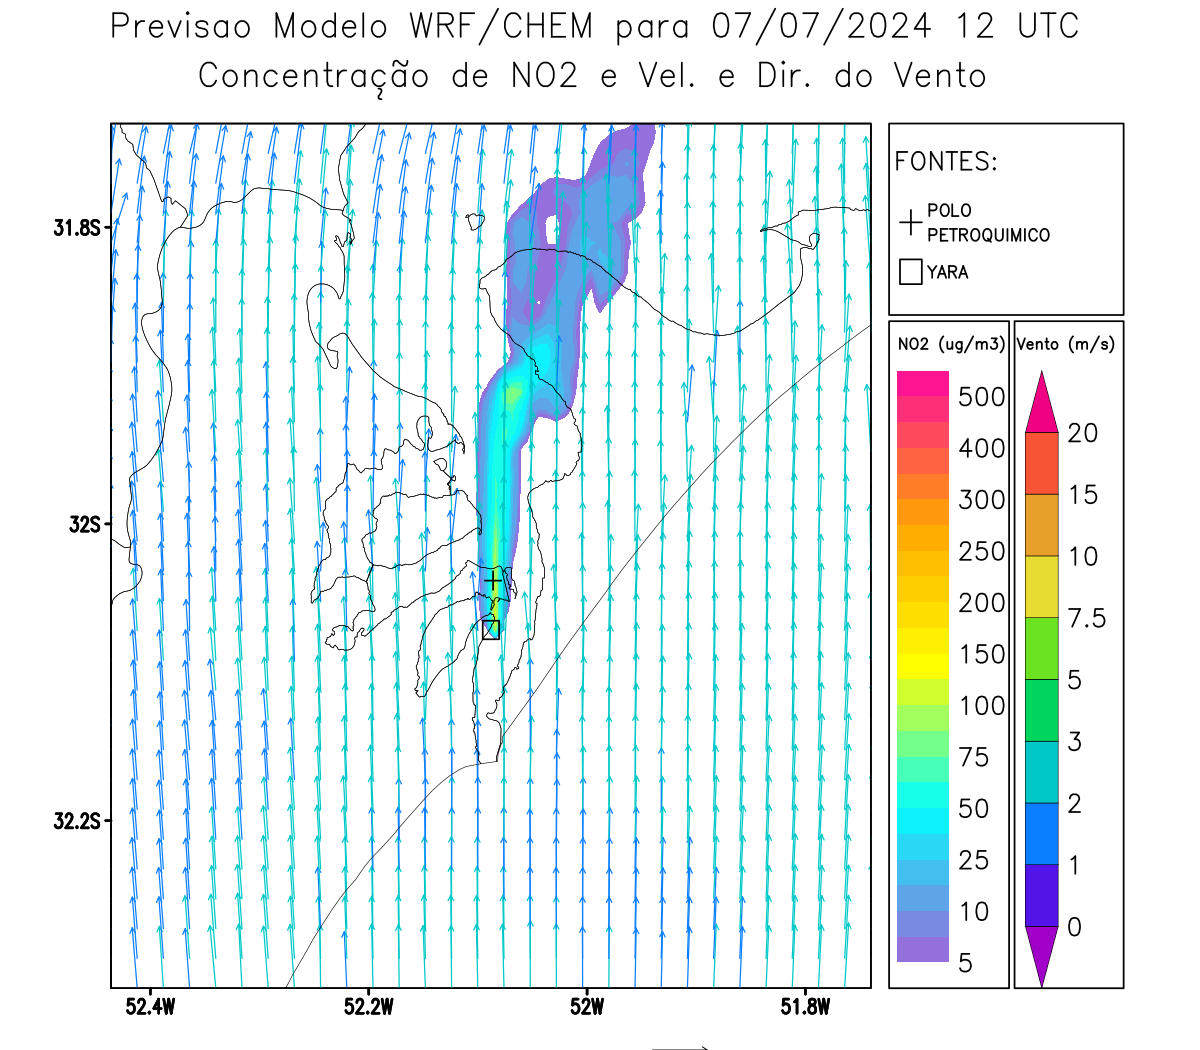 Previsao Modelo WRF/CHEM para 07/07/2024 12 UTC
Concentração de NO2 e Vel. e Dir. do Vento
FONTES:
POLO
PETROQUIMICO
YARA
31.8S
32S
32.2S
52.4W
52.2W
52W
51.8W
NO2 (ug/m3)
500
400
300
250
200
150
100
75
50
25
10
5
Vento (m/s)
20
15
10
7.5
5
3
2
1
0